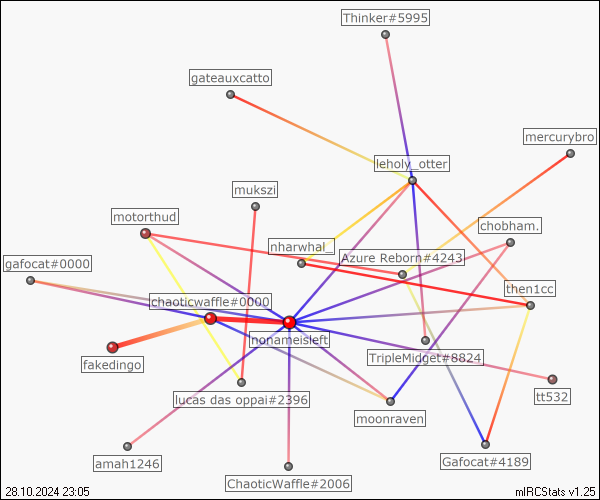 Thinker#5995
gateauxcatto
mercurybro
leholy_otter
mukszi
motorthud
chobham.
nharwhal_
Azure Reborn#4243
gafocat#0000
then1cc
chaoticwaffle#0000
nonameisleft
TripleMidget#8824
fakedingo
tt532
lucas das oppai#2396
moonraven
amah1246
Gafocat#4189
ChaoticWaffle#2006
28.10.2024 23:05
mIRCStats v1.25